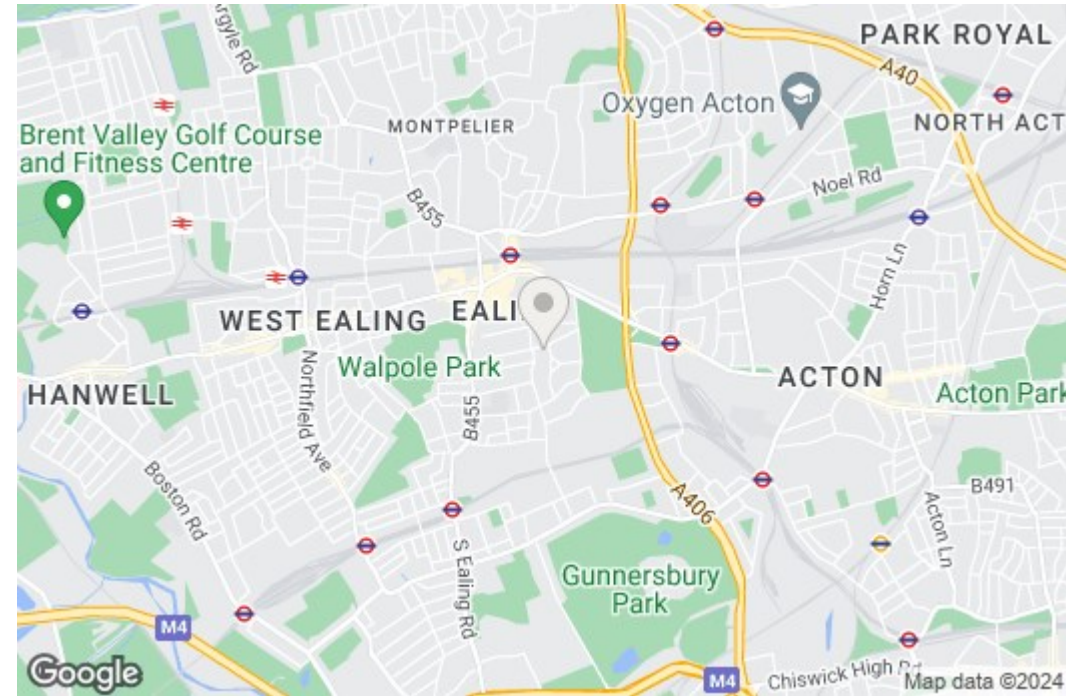 Argyle Rd
PARK ROYAL
A40
Oxygen Acton
Brent Valley Golf Course
and Fitness Centre
MONTPELIER
NORTH ACT
Noel Rd
B455
Horn Ln
WEST EALING
EALI
Walpole Park
HANWELL
Northfield Ave
B455
ACTON
Acton Park
Boston Rd
A406
B491
Acton Ln
S Ealing Rd
Gunnersbury
Park
M4
M4
Chiswick High Rd
Google
Map data ©2024